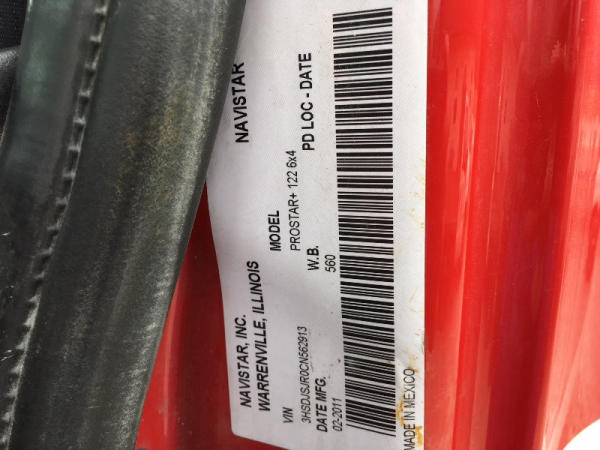 NAVISTAR, INC. NAVISTAR
WARRENVILLE, ILLINOIS
MODEL
PROSTAR+ 122 6x4
VIN
3HSDJSJR0CN562913
W.B. PD LOC - DATE
560
DATE MFG.
02-2011
MADE IN MEXICO